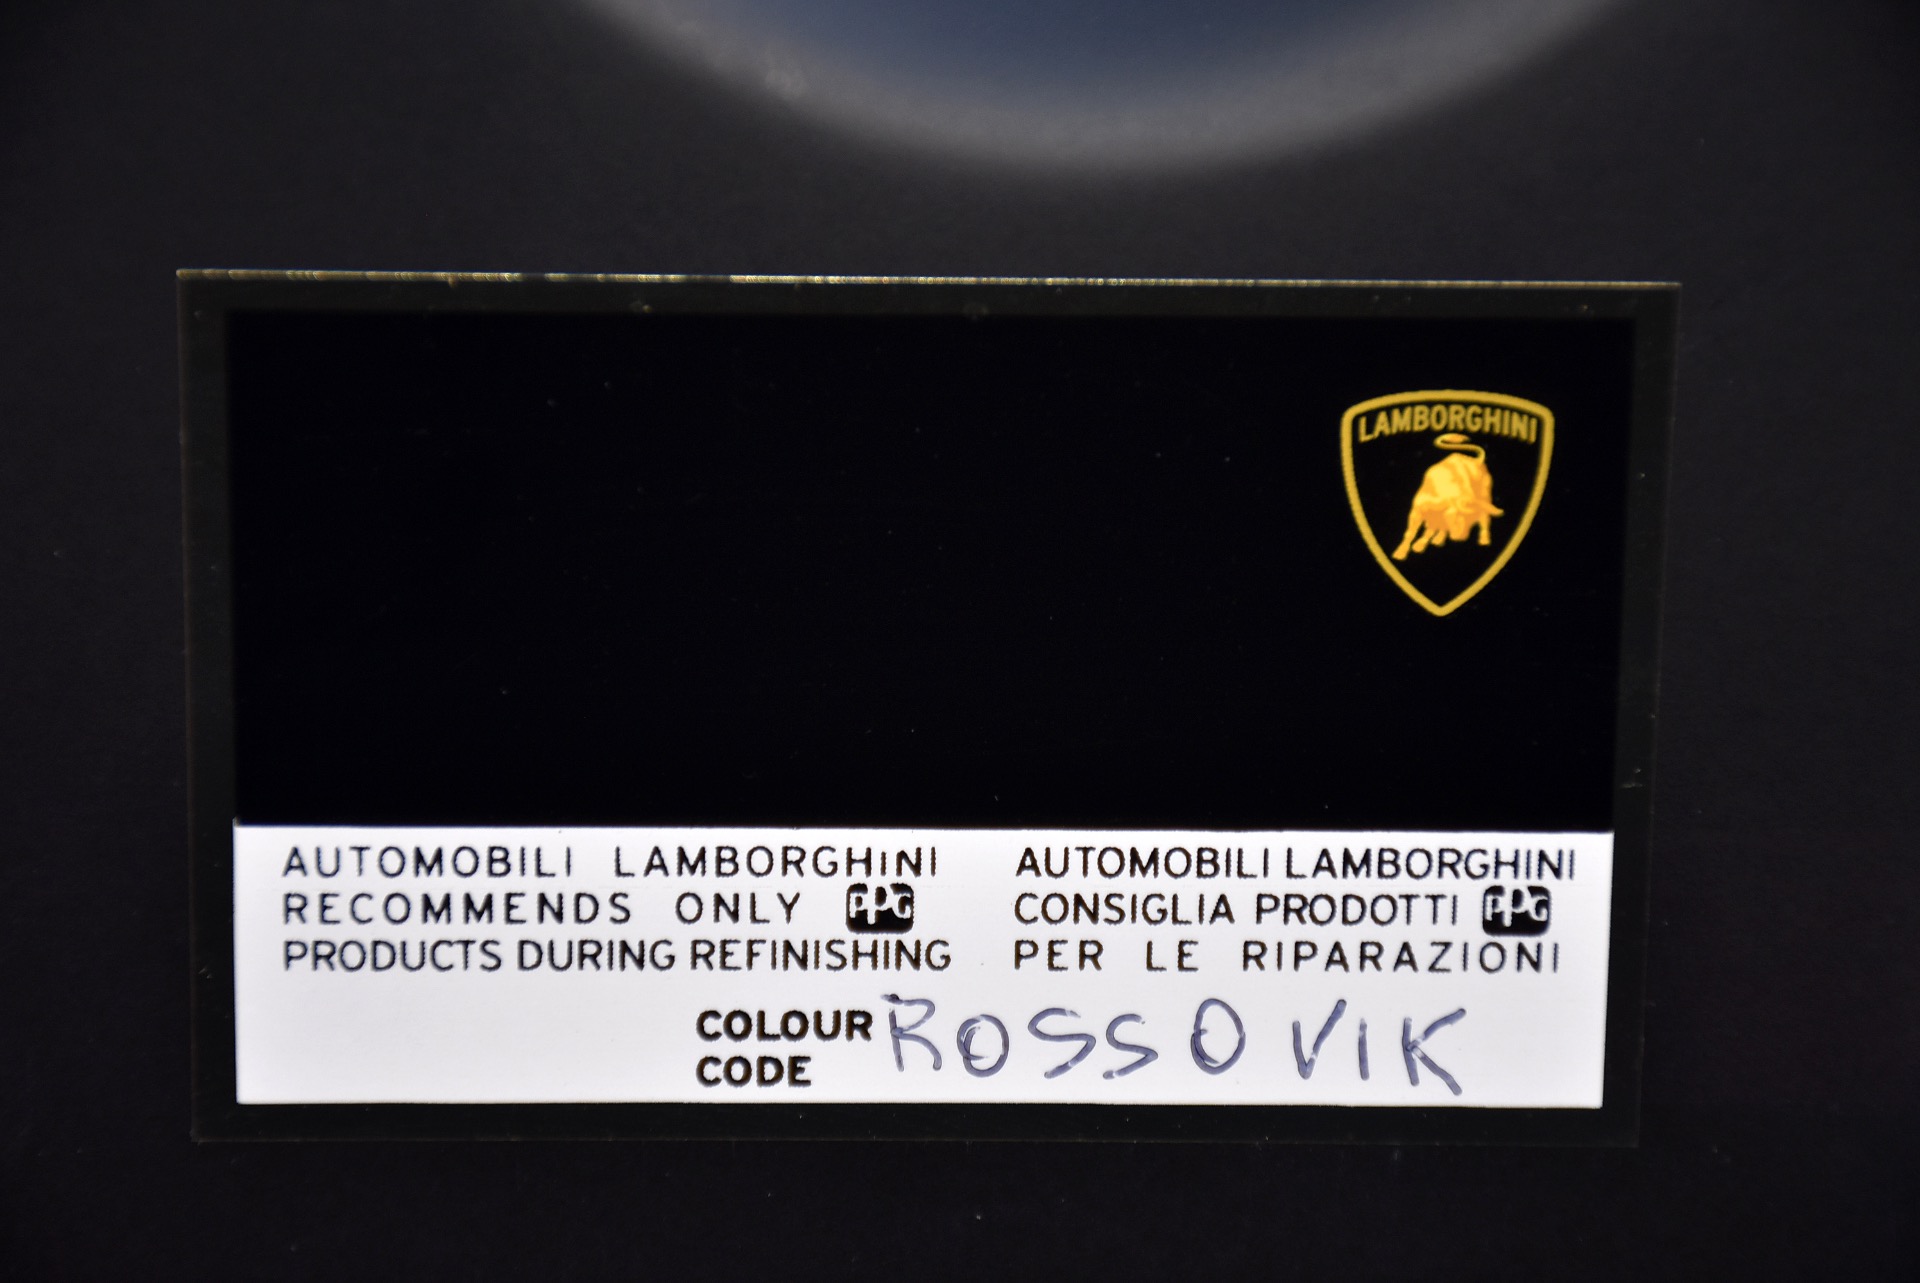 LAMBORGHINI
AUTOMOBILI LAMBORGHINI
RECOMMENDS ONLY PPG
PRODUCTS DURING REFINISHING
AUTOMOBILI LAMBORGHINI
CONSIGLIA PRODOTTI PPG
PER LE RIPARAZIONI
COLOUR
CODE
ROSSO VIK